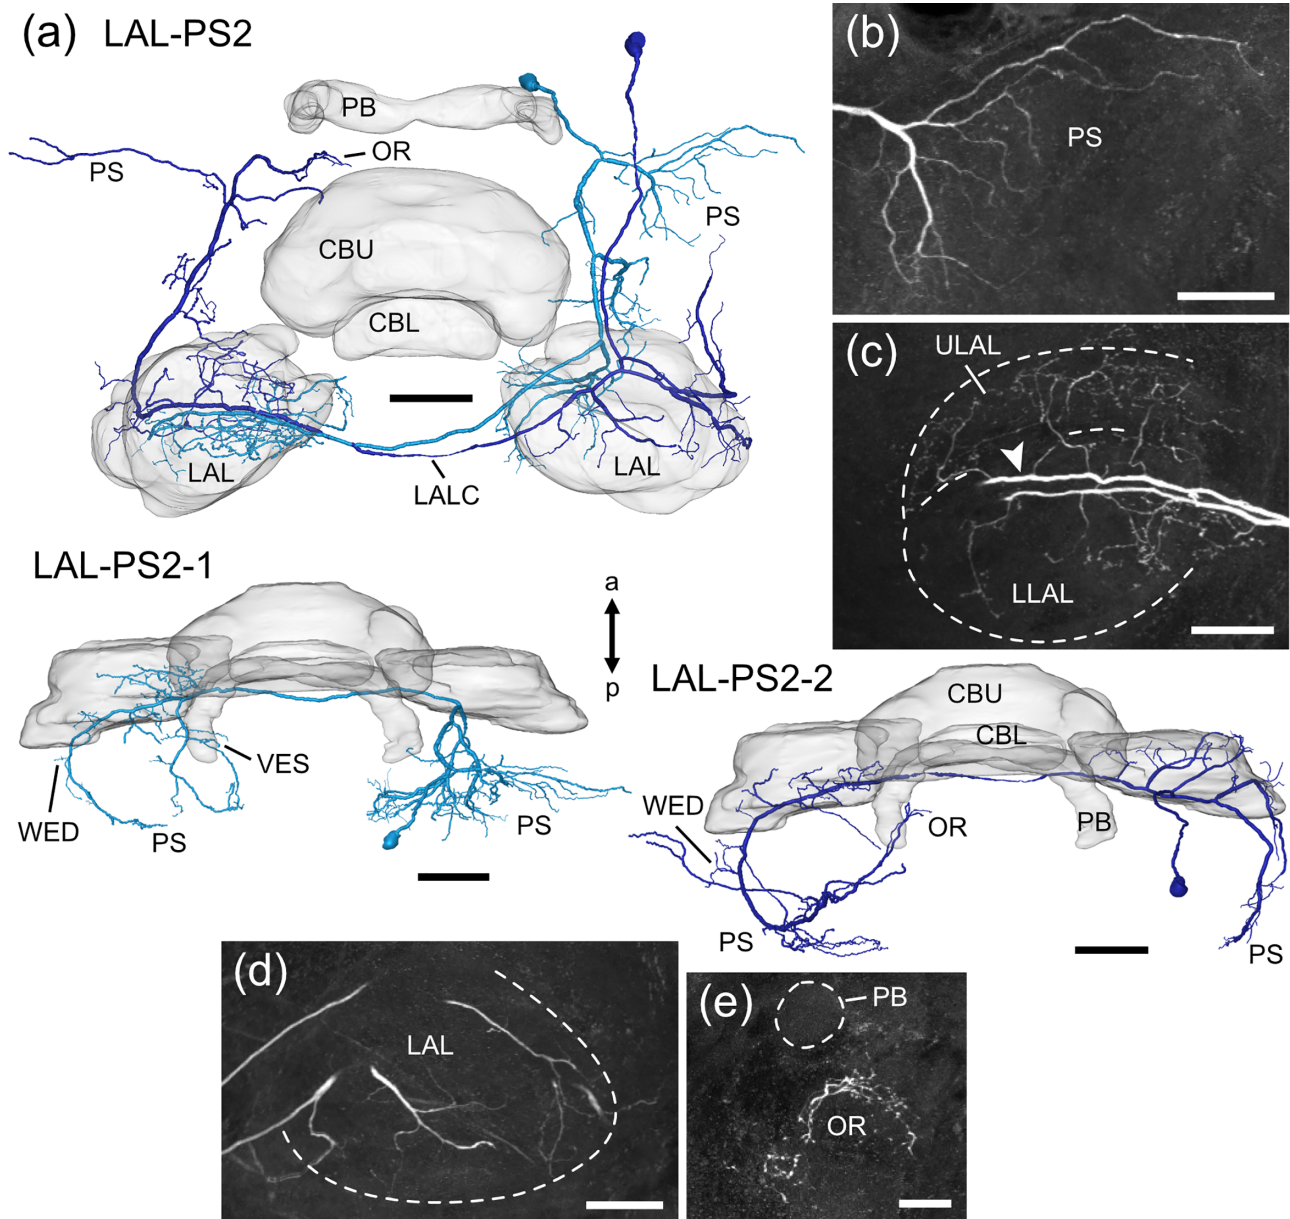 (a) LAL-PS2
PB
OR
PS
PS
CBU
CBL
LAL
LAL
LALC
(b)
PS
(c)
ULAL
LLAL
LAL-PS2-1
a
p
VES
WED
PS
PS
LAL-PS2-2
CBU
CBL
WED
OR
PB
PS
PS
(d)
LAL
(e)
PB
OR